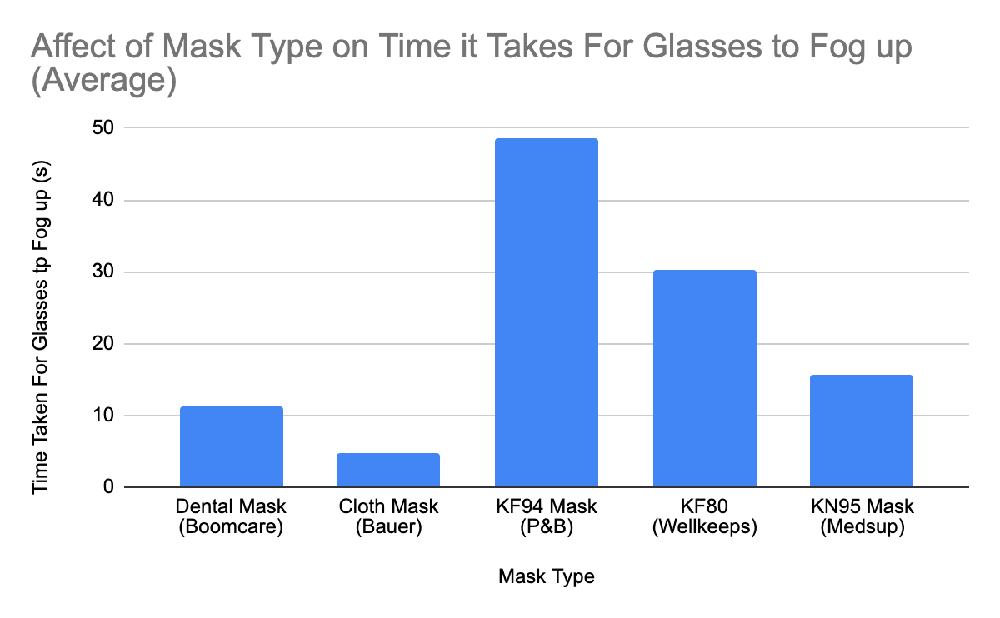 Affect of Mask Type on Time it Takes For Glasses to Fog up
(Average)
Time Taken For Glasses tp Fog up (s)
50
40
30
20
10
0
Dental Mask
(Boomcare)
Cloth Mask
(Bauer)
KF94 Mask
(P&B)
KF80
(Wellkeeps)
KN95 Mask
(Medsup)
Mask Type